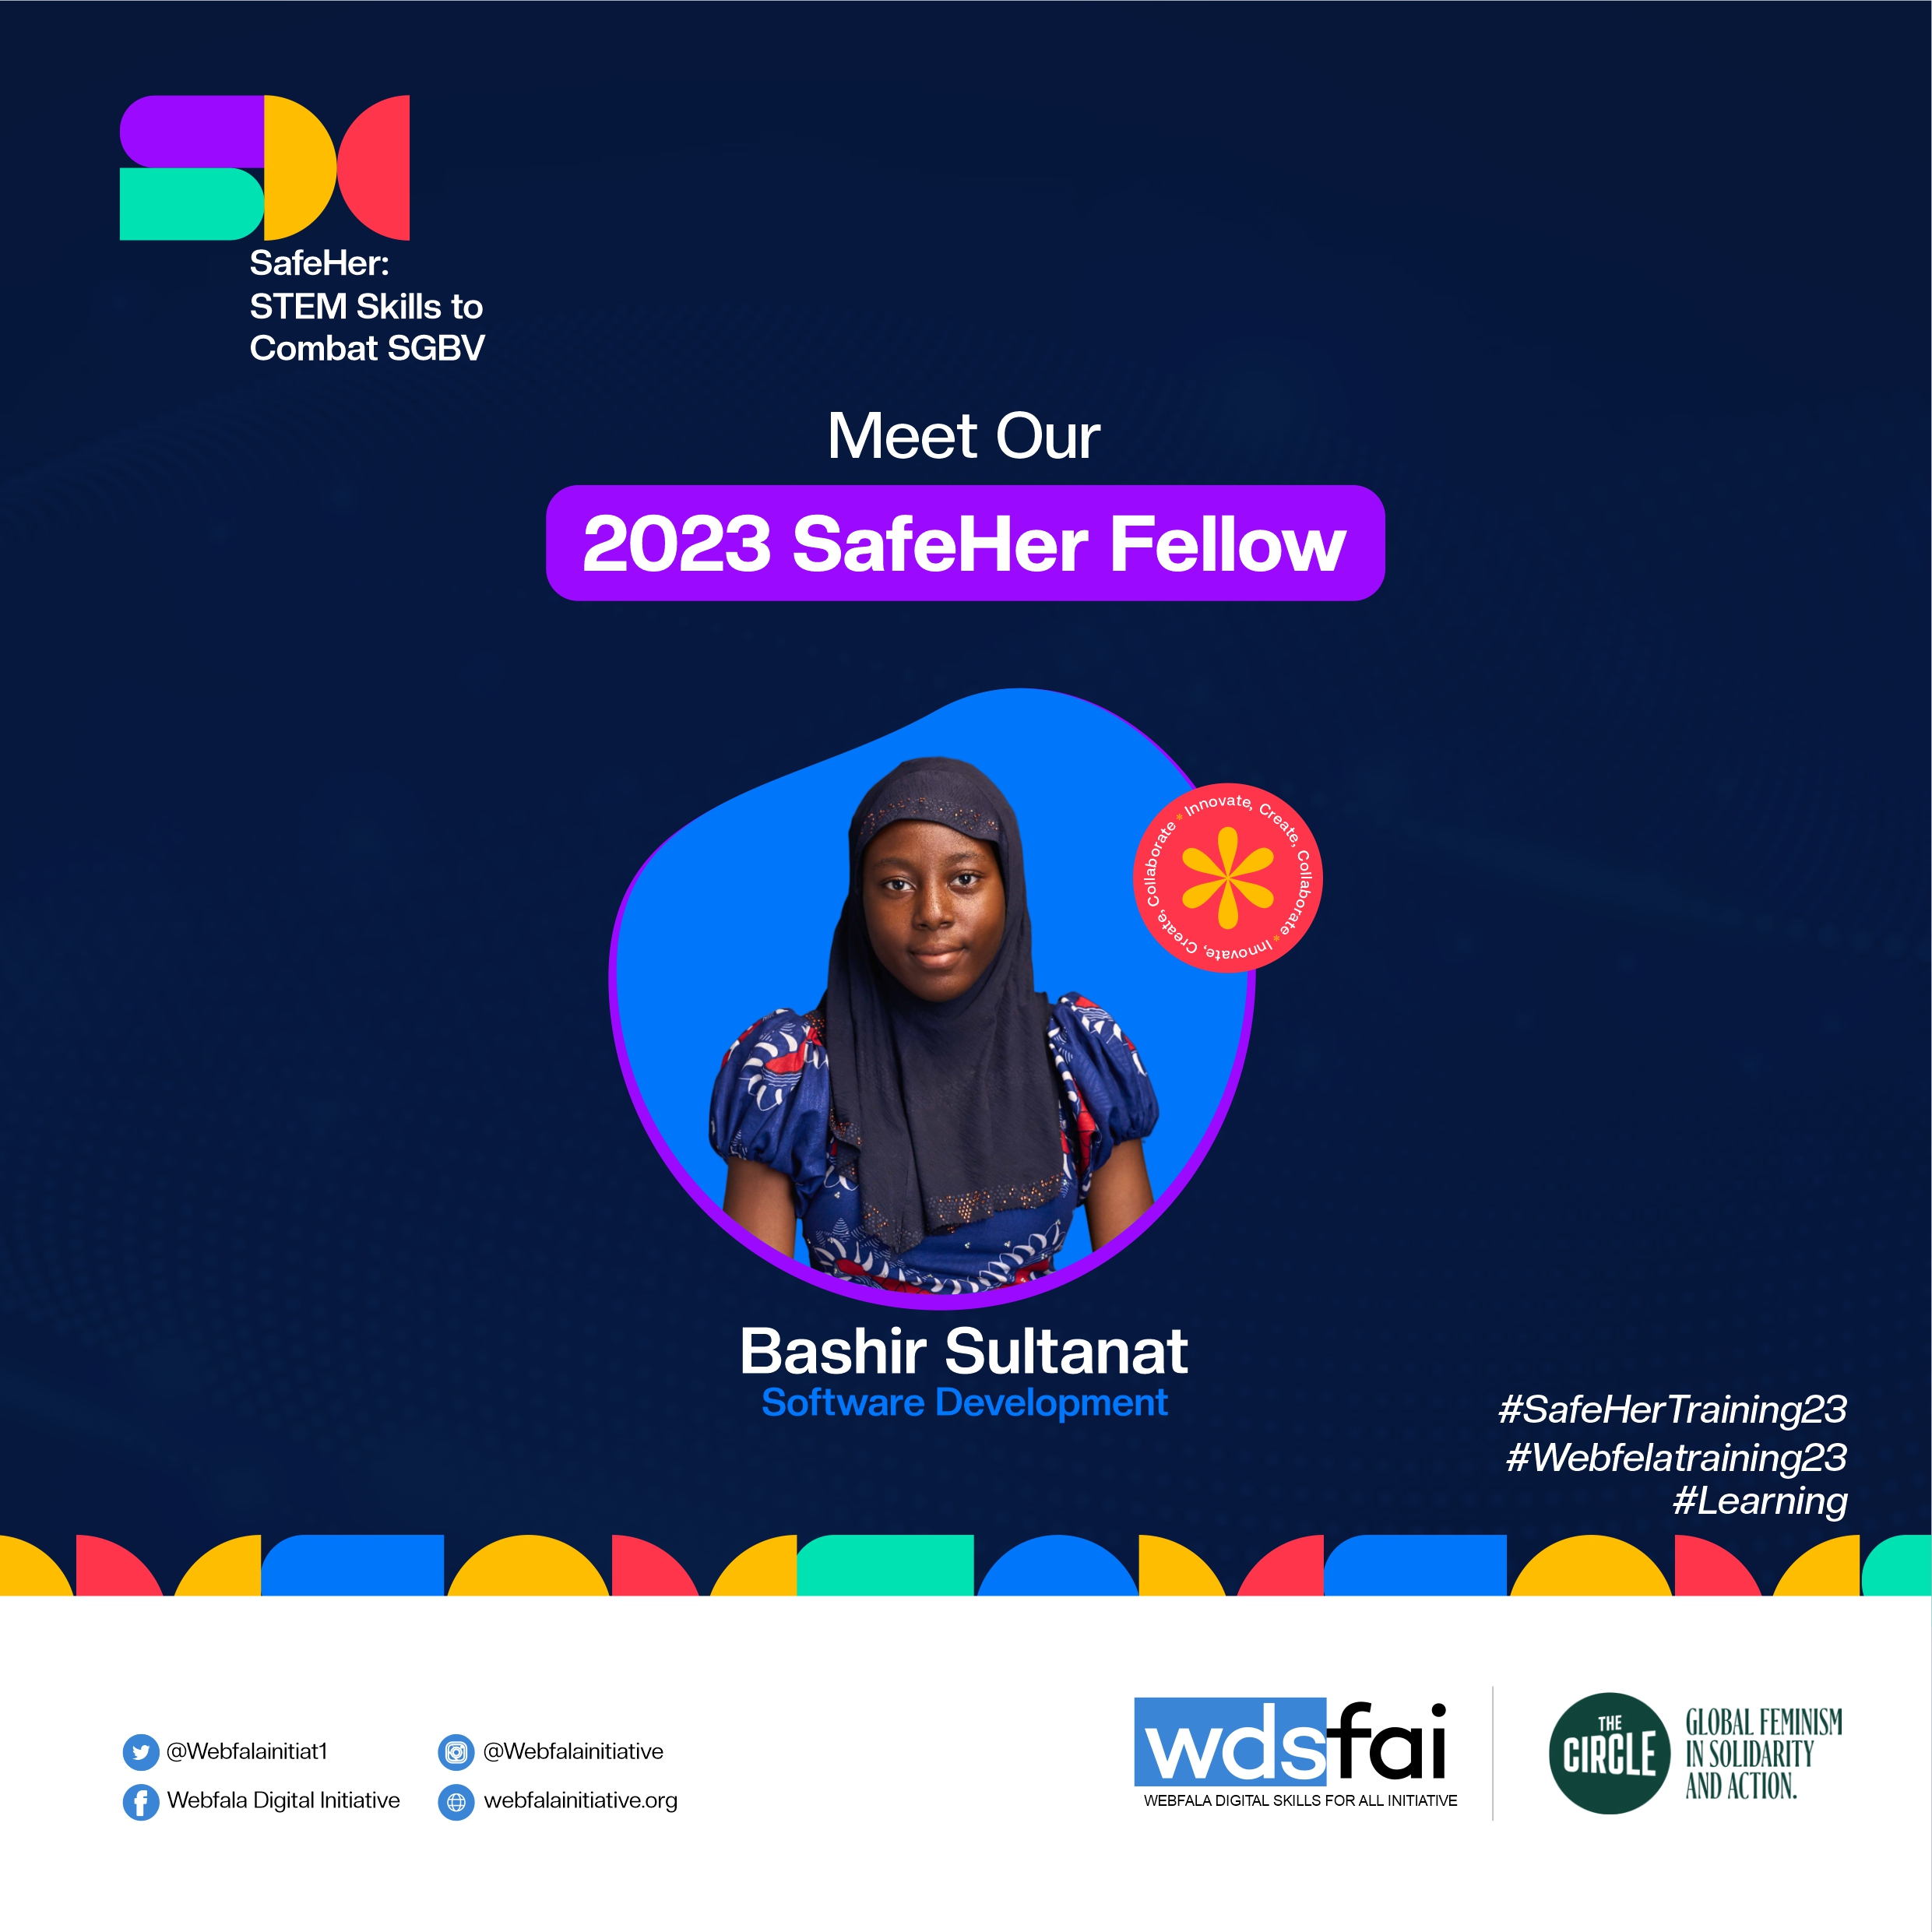 SafeHer:
STEM Skills to
Combat SGBV
Meet Our
2023 SafeHer Fellow
Innovate, Create, Collaborate * Innovate, Create, Collaborate *
Bashir Sultanat
Software Development
#SafeHerTraining23
#Webfelatraining23
#Learning
@Webfalainitiat1
@Webfalainitiative
Webfala Digital Initiative
webfalainitiative.org
wdsfai
WEBFALA DIGITAL SKILLS FOR ALL INITIATIVE
THE
CIRCLE
GLOBAL FEMINISM
IN SOLIDARITY
AND ACTION.